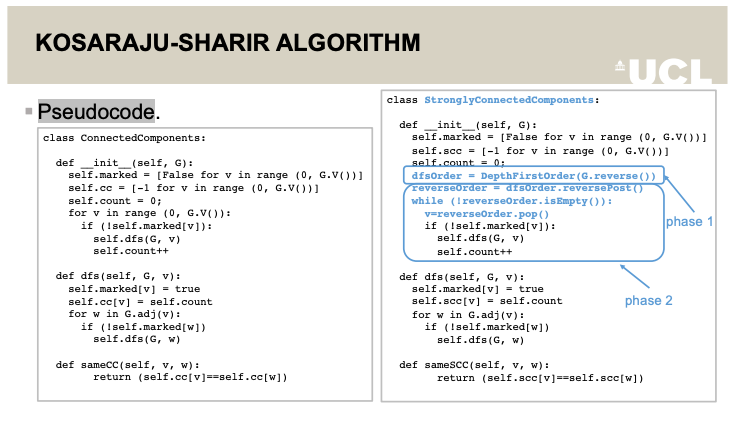 KOSARAJU-SHARIR ALGORITHM
UCL
Pseudocode.
class ConnectedComponents:
def __init__(self, G):
self.marked = [False for v in range (0, G.V())]
self.cc = [-1 for v in range (0, G.V())]
self.count = 0;
for v in range (0, G.V()):
if (!self.marked[v]):
self.dfs(G, v)
self.count++
def dfs(self, G, v):
self.marked[v] = true
self.cc[v] = self.count
for w in G.adj(v):
if (!self.marked[w])
self.dfs(G, w)
def sameCC(self, v, w):
return (self.cc[v]==self.cc[w])
class StronglyConnectedComponents:
def __init__(self, G):
self.marked = [False for v in range (0, G.V())]
self.scc = [-1 for v in range (0, G.V())]
self.count = 0;
dfsOrder = DepthFirstOrder(G.reverse())
reverseOrder = dfsOrder.reversePost()
while (!reverseOrder.isEmpty()):
v=reverseOrder.pop()
if (!self.marked[v]):
self.dfs(G, v)
self.count++
def dfs(self, G, v):
self.marked[v] = true
self.scc[v] = self.count
for w in G.adj(v):
if (!self.marked[w])
self.dfs(G, w)
def sameSCC(self, v, w):
return (self.scc[v]==self.scc[w])
phase 1
phase 2